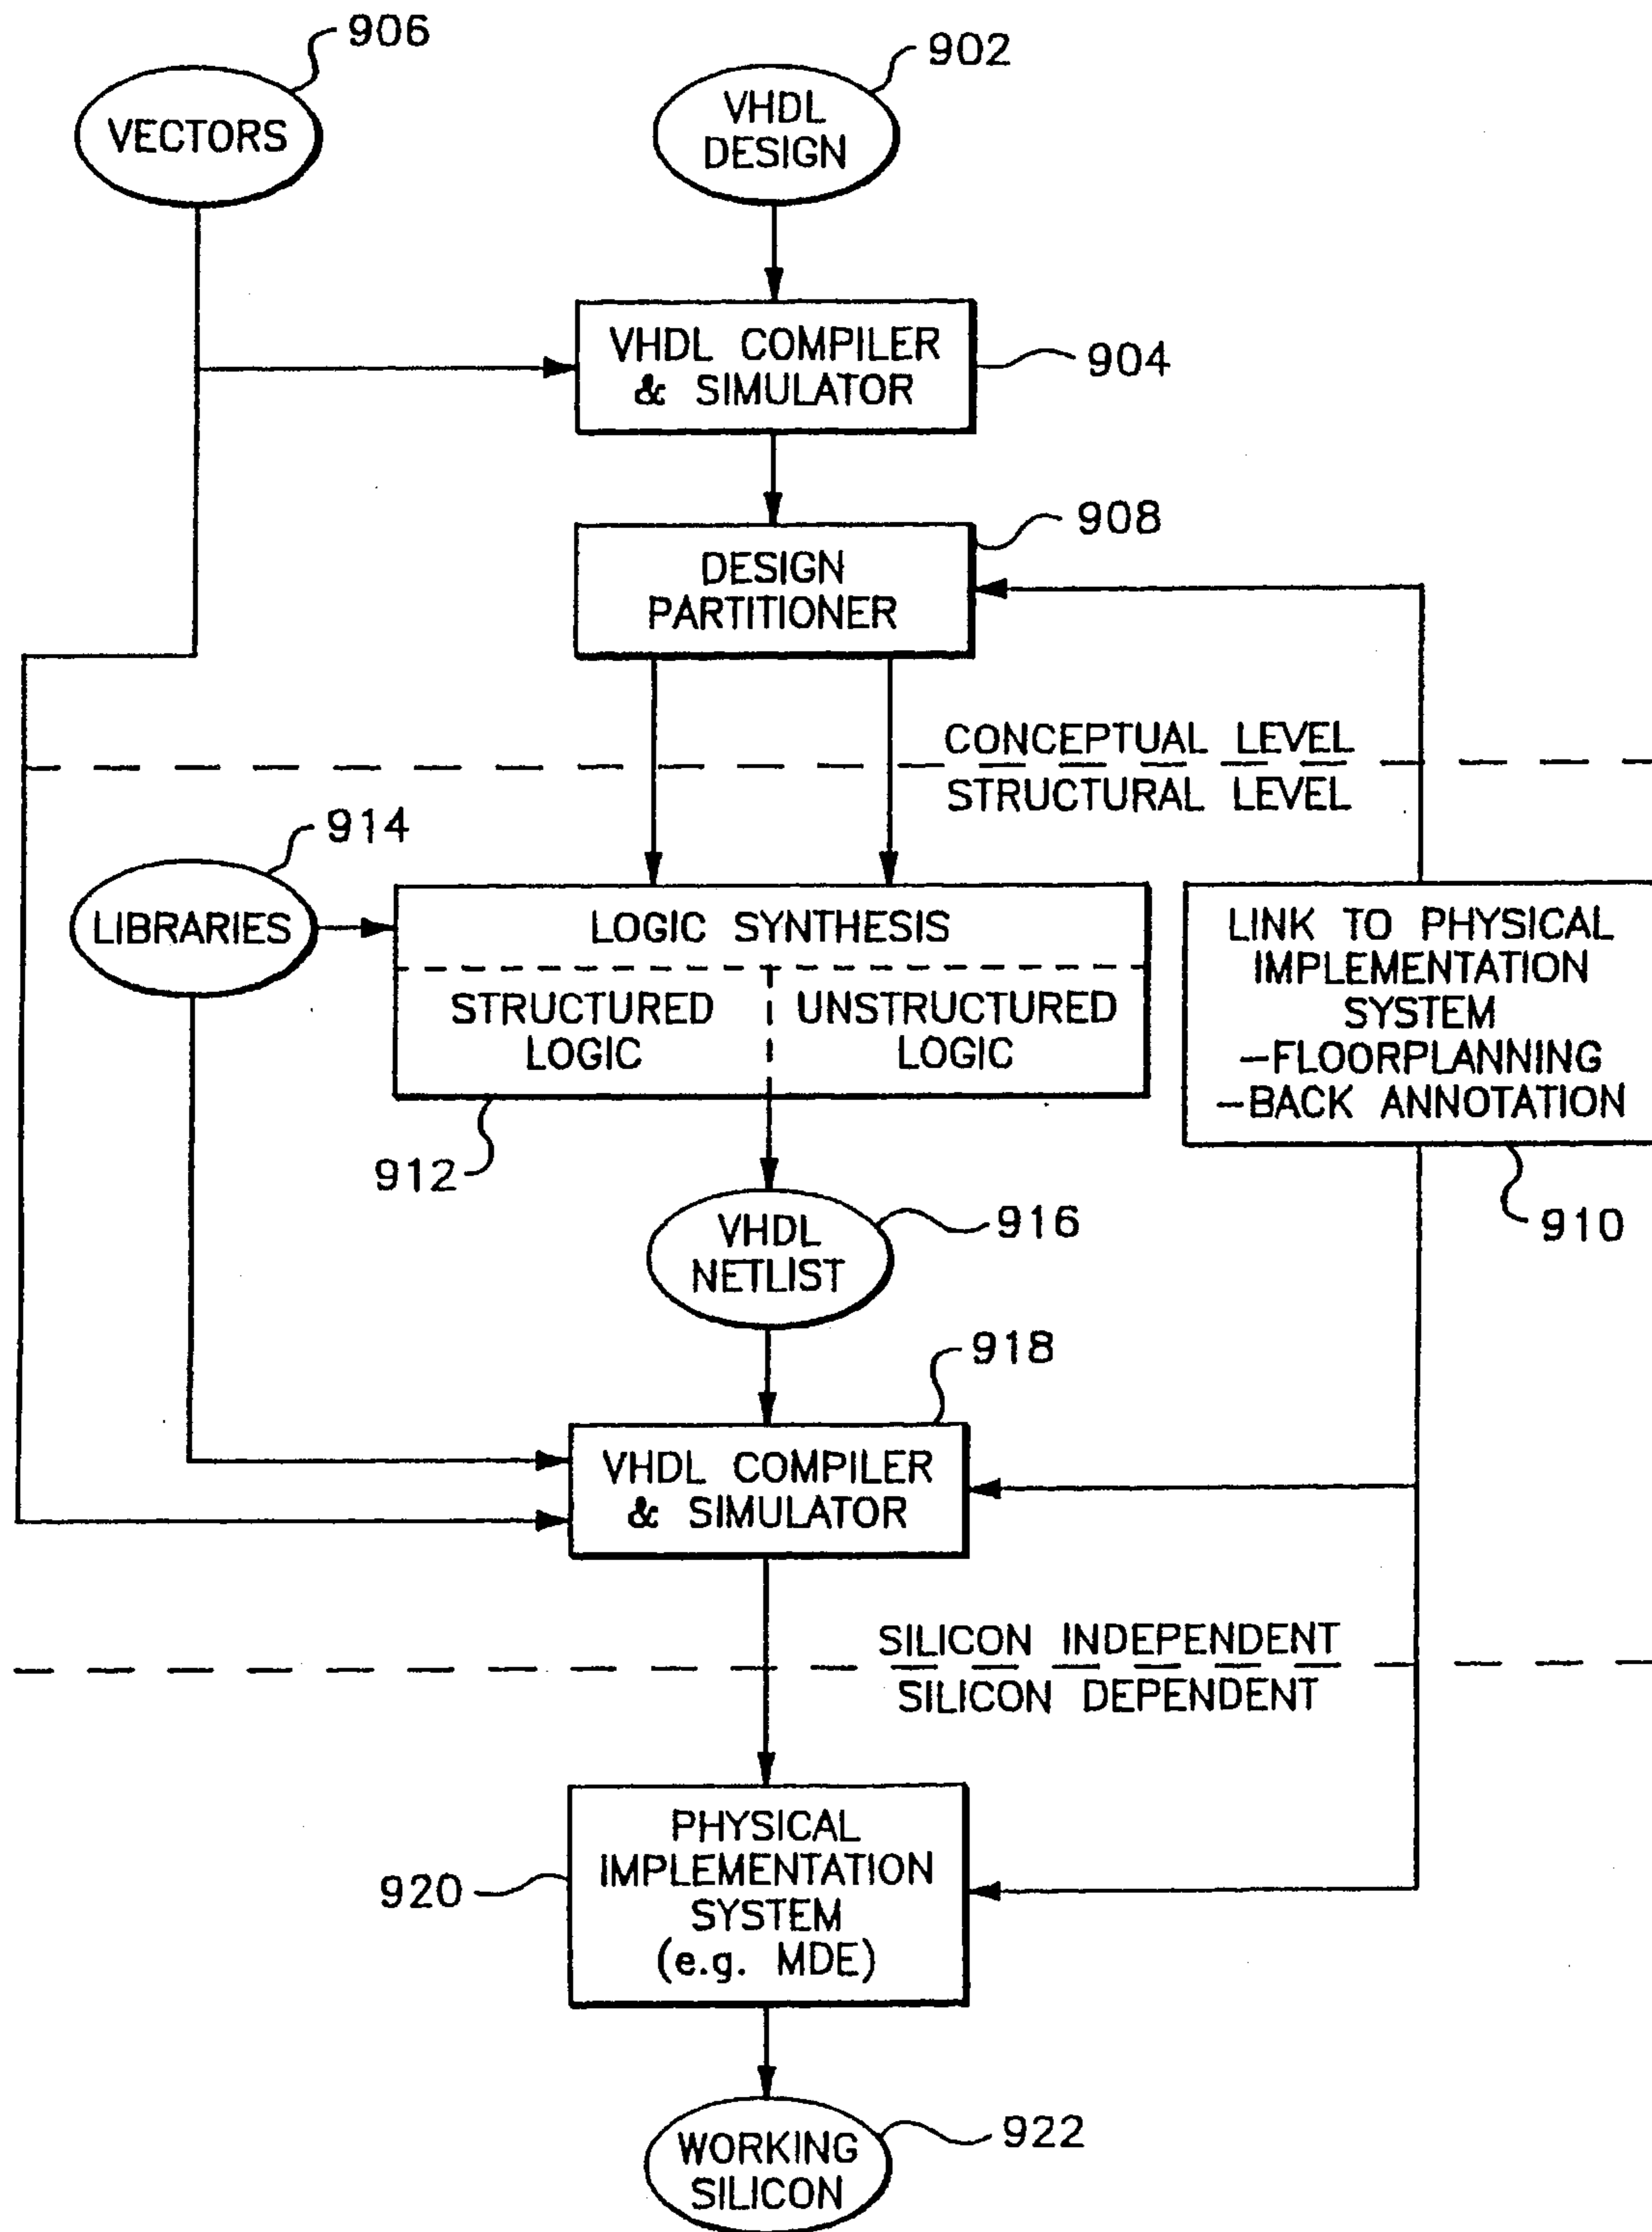 906
902
VECTORS
VHDL
DESIGN
VHDL COMPILER
& SIMULATOR
904
908
DESIGN
PARTITIONER
CONCEPTUAL LEVEL
STRUCTURAL LEVEL
914
LIBRARIES
LOGIC SYNTHESIS
STRUCTURED
LOGIC
UNSTRUCTURED
LOGIC
LINK TO PHYSICAL
IMPLEMENTATION
SYSTEM
-FLOORPLANNING
-BACK ANNOTATION
912
910
VHDL
NETLIST
916
918
VHDL COMPILER
& SIMULATOR
SILICON INDEPENDENT
SILICON DEPENDENT
PHYSICAL
IMPLEMENTATION
SYSTEM
(e.g. MDE)
920
WORKING
SILICON
922